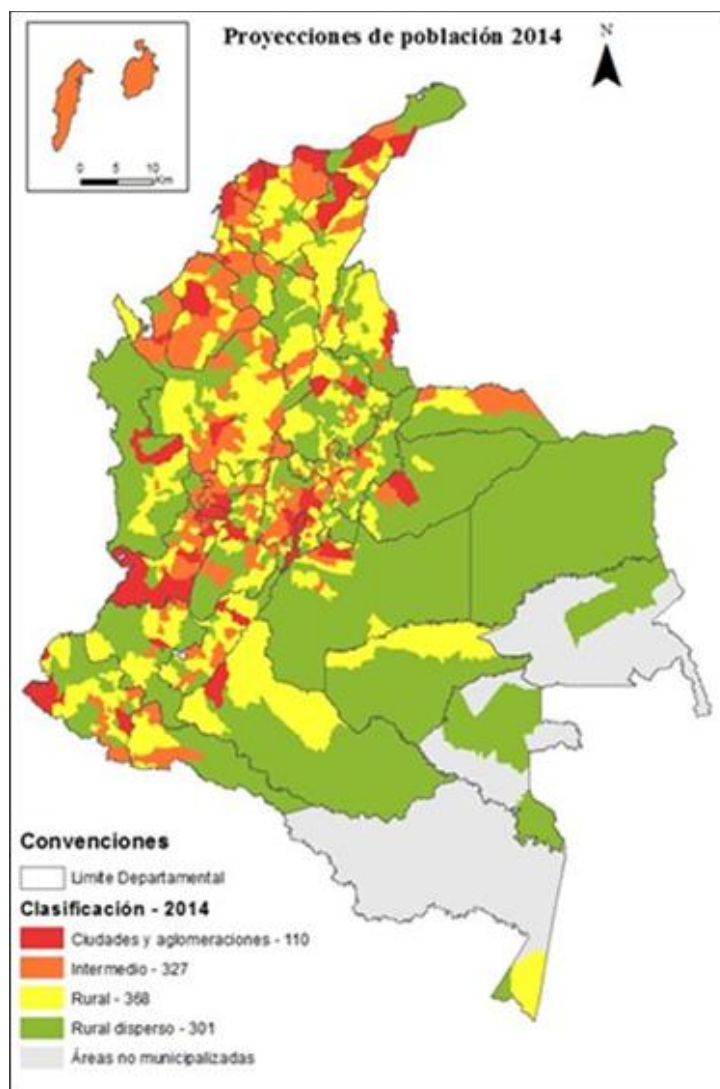 Proyecciones de población 2014
N
0 5 10
Km
Convenciones
Limite Departamental
Clasificación - 2014
Ciudades y aglomeraciones - 110
Intermedio - 327
Rural - 368
Rural disperso - 301
Áreas no municipalizadas